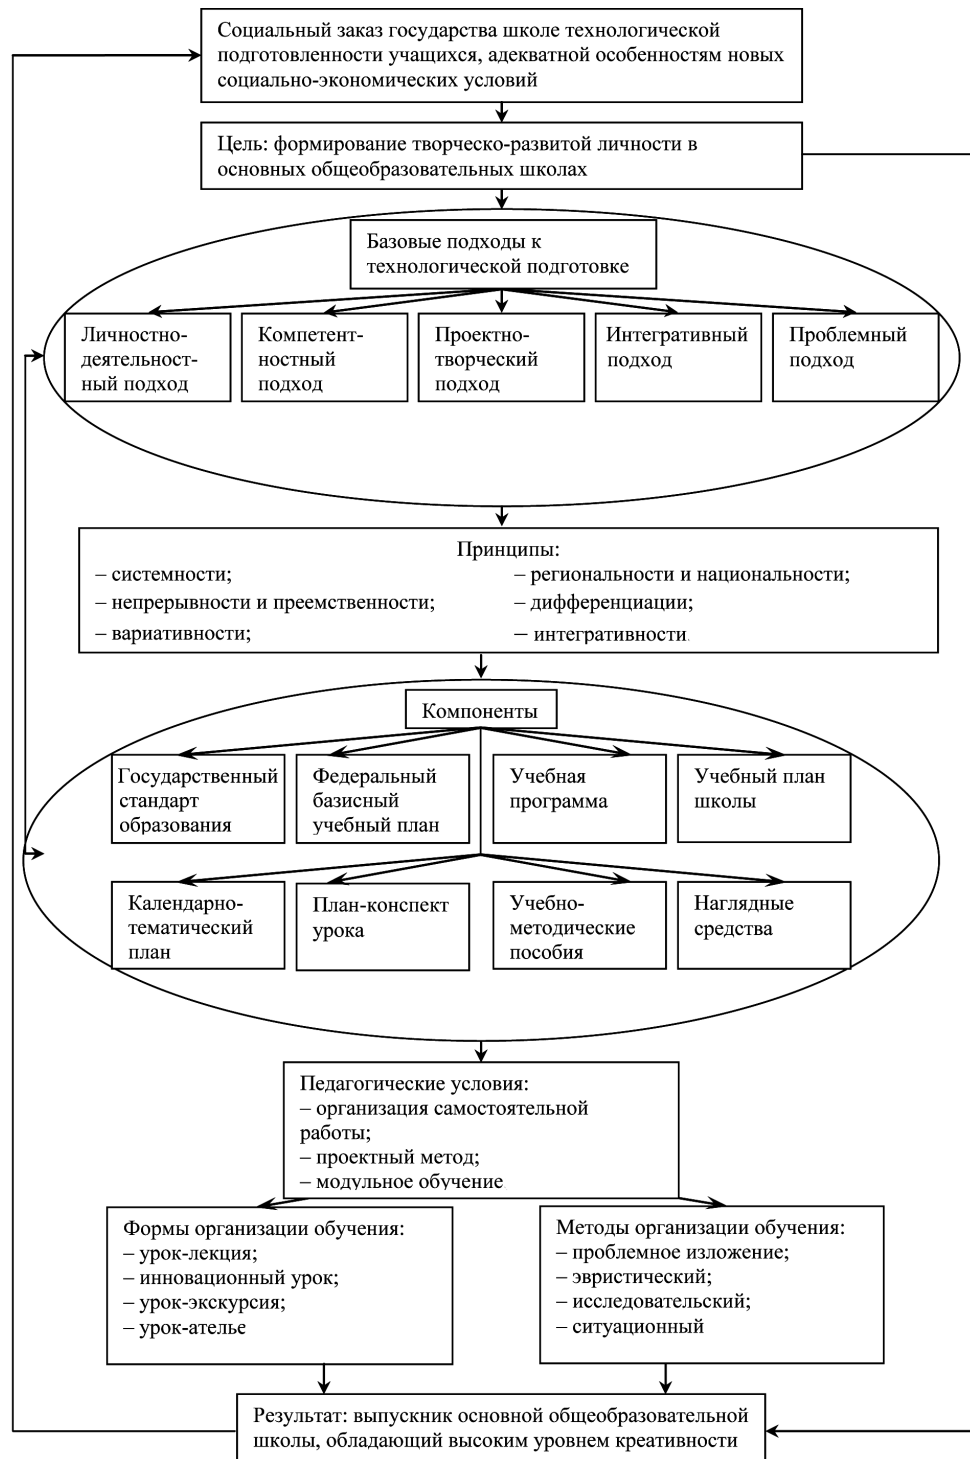 Социальный заказ государства школе технологической
подготовленности учащихся, адекватной особенностям новых
социально-экономических условий
Цель: формирование творческо-развитой личности в
основных общеобразовательных школах
Базовые подходы к
технологической подготовке
Личностно-
деятельност-
ный подход
Компетент-
ностный
подход
Проектно-
творческий
подход
Интегративный
подход
Проблемный
подход
Принципы:
– системности;
– непрерывности и преемственности;
– вариативности;
– региональности и национальности;
– дифференциации;
– интегративности.
Компоненты
Государственный
стандарт
образования
Федеральный
базисный
учебный план
Учебная
программа
Учебный план
школы
Календарно-
тематический
план
План-конспект
урока
Учебно-
методические
пособия
Наглядные
средства
Педагогические условия:
– организация самостоятельной
работы;
– проектный метод;
– модульное обучение.
Формы организации обучения:
– урок-лекция;
– инновационный урок;
– урок-экскурсия;
– урок-ателье
Методы организации обучения:
– проблемное изложение;
– эвристический;
– исследовательский;
– ситуационный
Результат: выпускник основной общеобразовательной
школы, обладающий высоким уровнем креативности